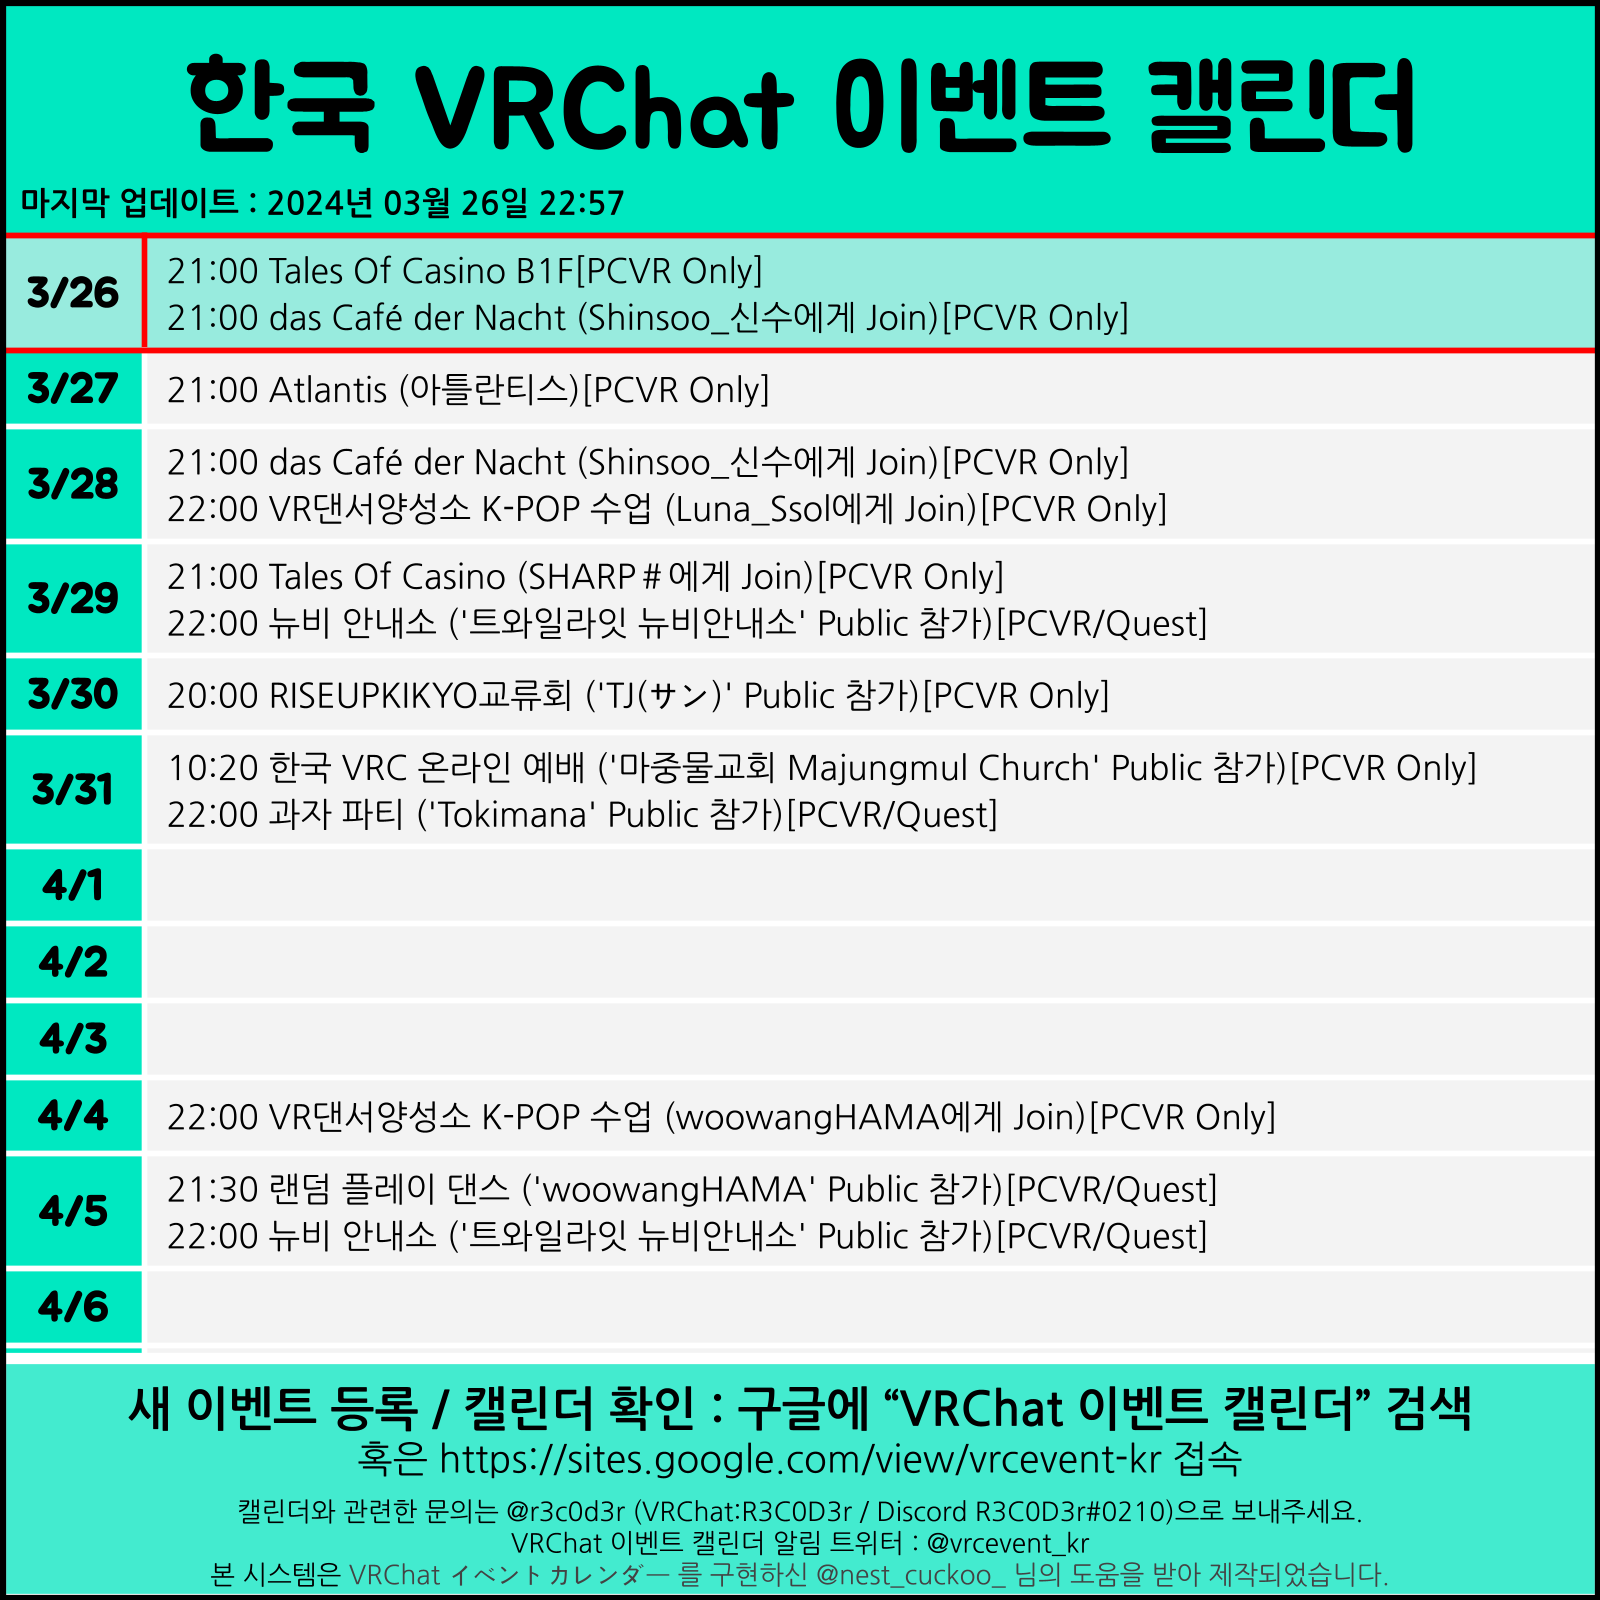 한국 VRChat 이벤트 캘린더
마지막 업데이트 : 2024년 03월 26일 22:57
3/26
21:00 Tales Of Casino B1F[PCVR Only]
21:00 das Café der Nacht (Shinsoo_신수에게 Join)[PCVR Only]
3/27
21:00 Atlantis (아틀란티스)[PCVR Only]
3/28
21:00 das Café der Nacht (Shinsoo_신수에게 Join)[PCVR Only]
22:00 VR댄서양성소 K-POP 수업 (Luna_Ssol에게 Join)[PCVR Only]
3/29
21:00 Tales Of Casino (SHARP＃에게 Join)[PCVR Only]
22:00 뉴비 안내소 ('트와일라잇 뉴비안내소' Public 참가)[PCVR/Quest]
3/30
20:00 RISEUPKIKYO교류회 ('TJ(サン)' Public 참가)[PCVR Only]
3/31
10:20 한국 VRC 온라인 예배 ('마중물교회 Majungmul Church' Public 참가)[PCVR Only]
22:00 과자 파티 ('Tokimana' Public 참가)[PCVR/Quest]
4/1
4/2
4/3
4/4
22:00 VR댄서양성소 K-POP 수업 (woowangHAMA에게 Join)[PCVR Only]
4/5
21:30 랜덤 플레이 댄스 ('woowangHAMA' Public 참가)[PCVR/Quest]
22:00 뉴비 안내소 ('트와일라잇 뉴비안내소' Public 참가)[PCVR/Quest]
4/6
새 이벤트 등록 / 캘린더 확인 : 구글에 “VRChat 이벤트 캘린더” 검색
혹은 https://sites.google.com/view/vrcevent-kr 접속
캘린더와 관련한 문의는 @r3c0d3r (VRChat:R3C0D3r / Discord R3C0D3r#0210)으로 보내주세요.
VRChat 이벤트 캘린더 알림 트위터 : @vrcevent_kr
본 시스템은 VRChat イベントカレンダー 를 구현하신 @nest_cuckoo_ 님의 도움을 받아 제작되었습니다.